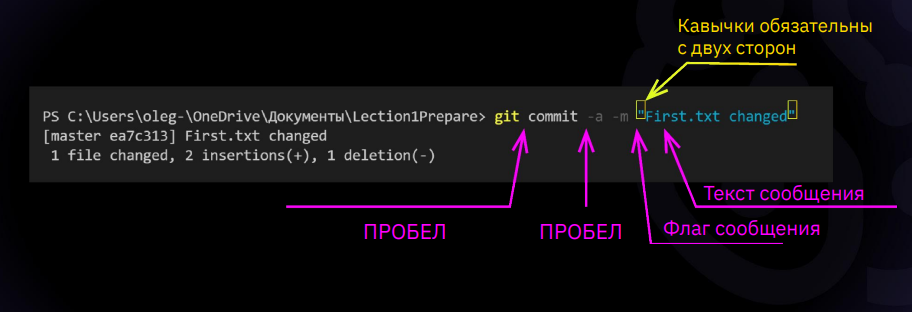 Кавычки обязательны
с двух сторон
PS C:\Users\oleg-\OneDrive\Документы\Lection1Prepare> git commit -a -m "First.txt changed"
[master ea7c313] First.txt changed
1 file changed, 2 insertions(+), 1 deletion(-)
Текст сообщения
ПРОБЕЛ
ПРОБЕЛ
Флаг сообщения